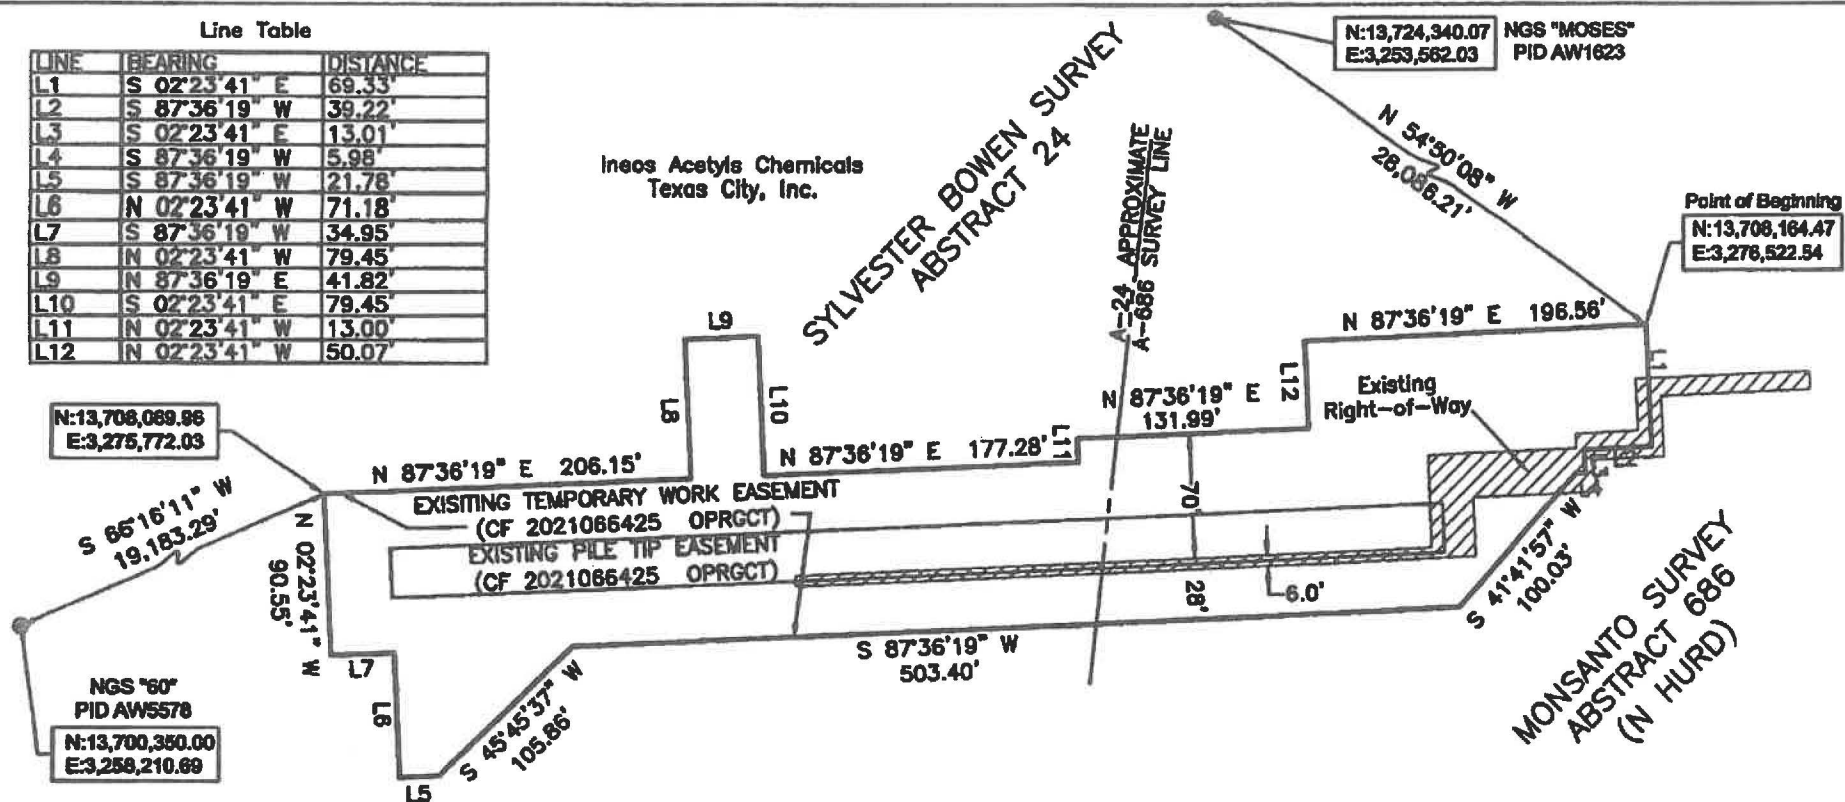 Line Table
LINE BEARING DISTANCE
L1 S 02°23'41" E 69.33'
L2 S 87°36'19" W 39.22'
L3 S 02°23'41" E 13.01'
L4 S 87°36'19" W 5.98'
L5 S 87°36'19" W 21.78'
L6 N 02°23'41" W 71.18'
L7 S 87°36'19" W 34.95'
L8 N 02°23'41" W 79.45'
L9 N 87°36'19" E 41.82'
L10 S 02°23'41" E 79.45'
L11 N 02°23'41" W 13.00'
L12 N 02°23'41" W 50.07'
Ineos Acetyls Chemicals
Texas City, Inc.
SYLVESTER BOWEN SURVEY
ABSTRACT 24
A-24 APPROXIMATE
A-686 SURVEY LINE
N:13,724,340.07
E:3,253,562.03
NGS "MOSES"
PID AW1623
N 54°50'08" W
28,086.21'
Point of Beginning
N:13,708,164.47
E:3,276,522.54
N 87°36'19" E 196.56'
L1
L12
Existing
Right-of-Way
N 87°36'19" E
131.99'
L11
N 87°36'19" E 177.28'
L9
L8
L10
N 87°36'19" E 206.15'
N:13,708,069.96
E:3,275,772.03
S 66°16'11" W
19,183.29'
EXISITING TEMPORARY WORK EASEMENT
(CF 2021066425 OPRGCT)
EXISTING PILE TIP EASEMENT
(CF 2021066425 OPRGCT)
70'
28'
6.0'
N 02°23'41" W
90.55'
L7
L6
L5
S 45°45'37" W
105.86'
S 87°36'19" W
503.40'
S 41°41'57" W
100.03'
MONSANTO SURVEY
ABSTRACT 686
(N HURD)
NGS "60"
PID AW5578
N:13,700,350.00
E:3,258,210.69